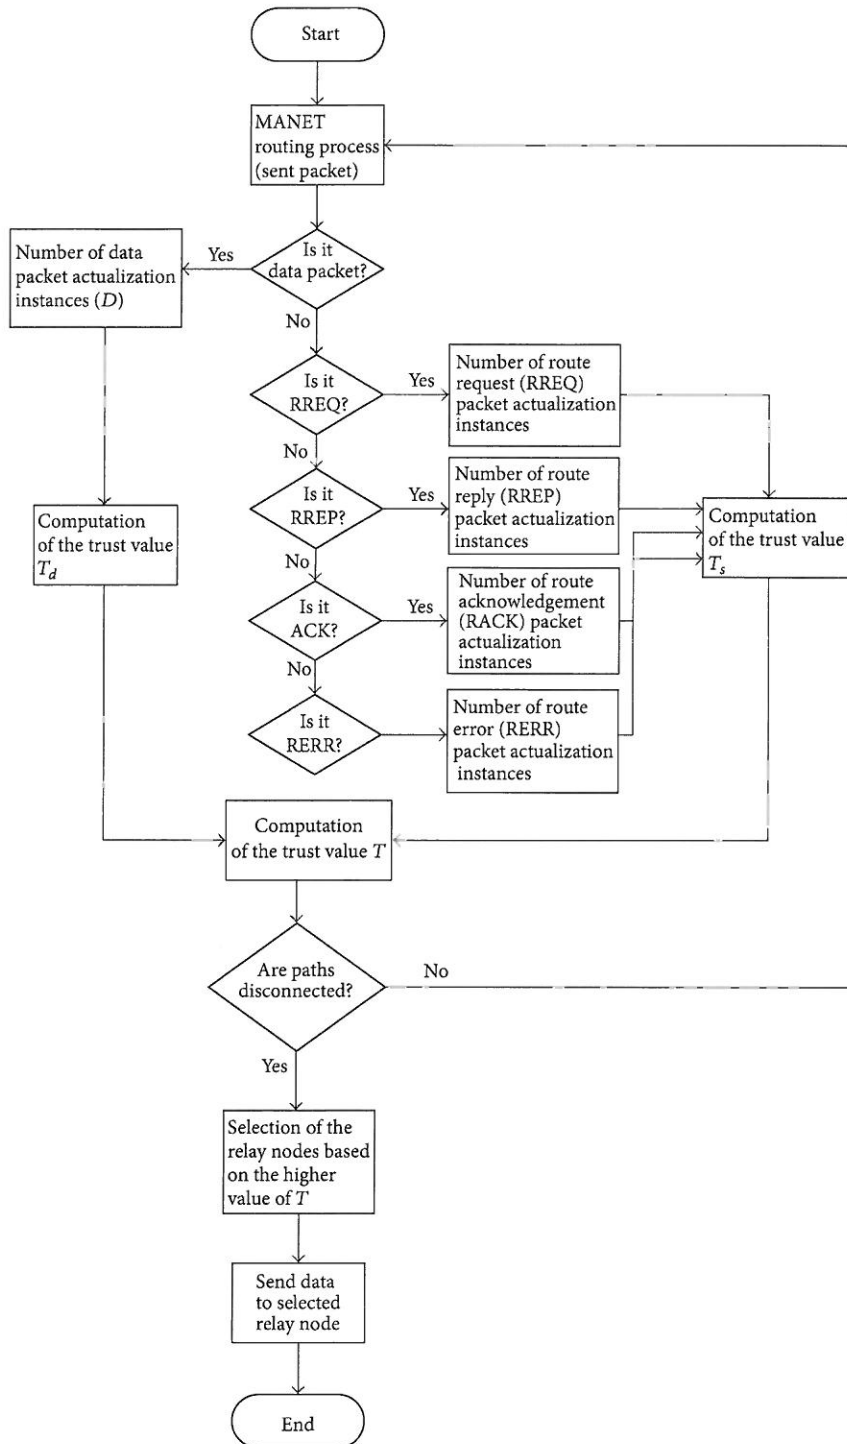 Start
MANET
routing process
(sent packet)
Is it
data packet?
Yes
Number of data
packet actualization
instances (D)
No
Is it
RREQ?
Yes
Number of route
request (RREQ)
packet actualization
instances
No
Is it
RREP?
Yes
Number of route
reply (RREP)
packet actualization
instances
Computation
of the trust value
T_d
Computation
of the trust value
T_s
No
Is it
ACK?
Yes
Number of route
acknowledgement
(RACK) packet
actualization
instances
No
Is it
RERR?
Number of route
error (RERR)
packet actualization
instances
Computation
of the trust value T
Are paths
disconnected?
No
Yes
Selection of the
relay nodes based
on the higher
value of T
Send data
to selected
relay node
End